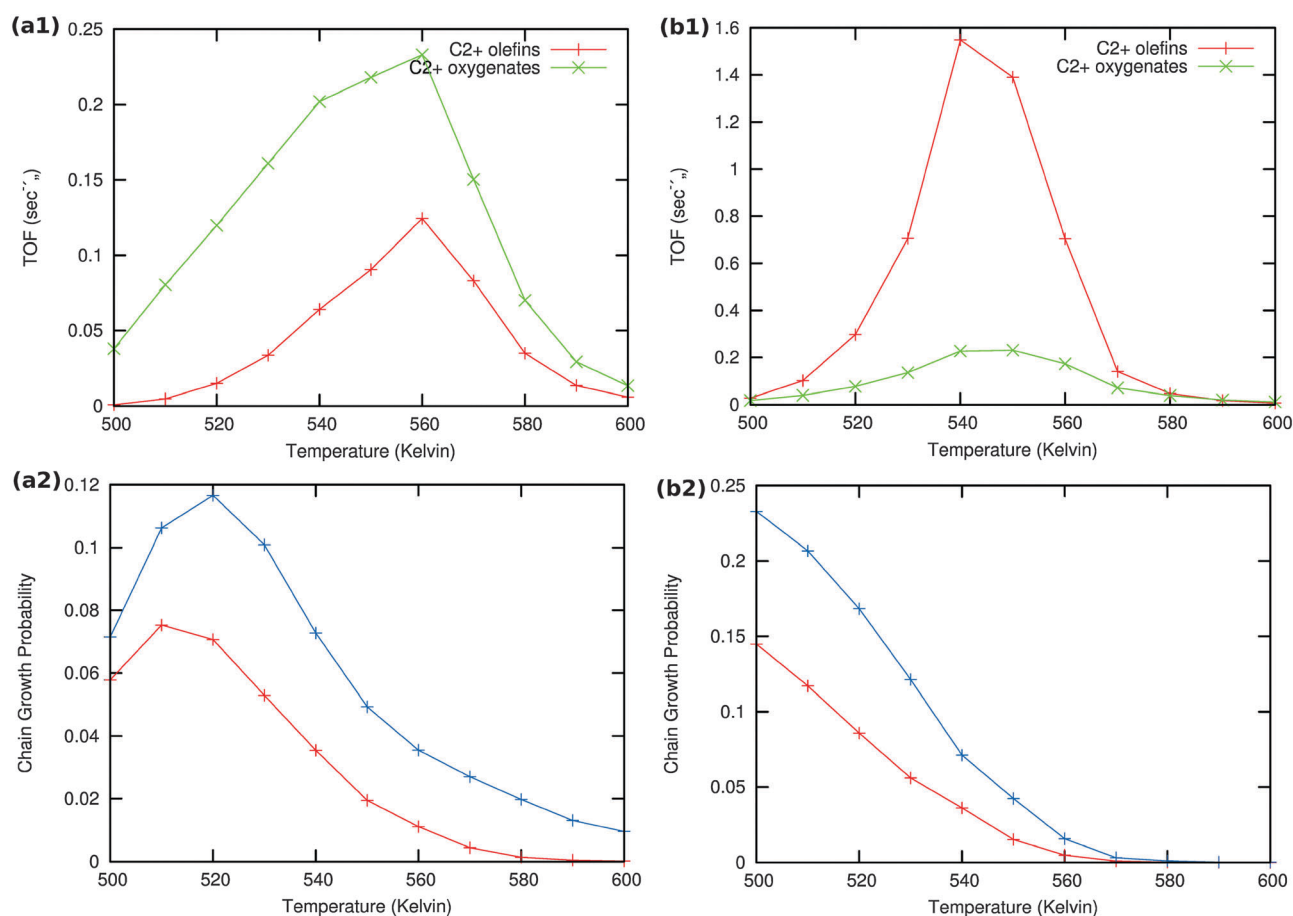 (a1)
C2+ olefins
C2+ oxygenates
0.25
0.2
0.15
0.1
0.05
0
TOF (sec⁻´„)
500 520 540 560 580 600
Temperature (Kelvin)
(b1)
C2+ olefins
C2+ oxygenates
1.6
1.4
1.2
1
0.8
0.6
0.4
0.2
0
TOF (sec⁻´„)
500 520 540 560 580 600
Temperature (Kelvin)
(a2)
0.12
0.1
0.08
0.06
0.04
0.02
0
Chain Growth Probability
500 520 540 560 580 600
Temperature (Kelvin)
(b2)
0.25
0.2
0.15
0.1
0.05
0
Chain Growth Probability
500 520 540 560 580 600
Temperature (Kelvin)